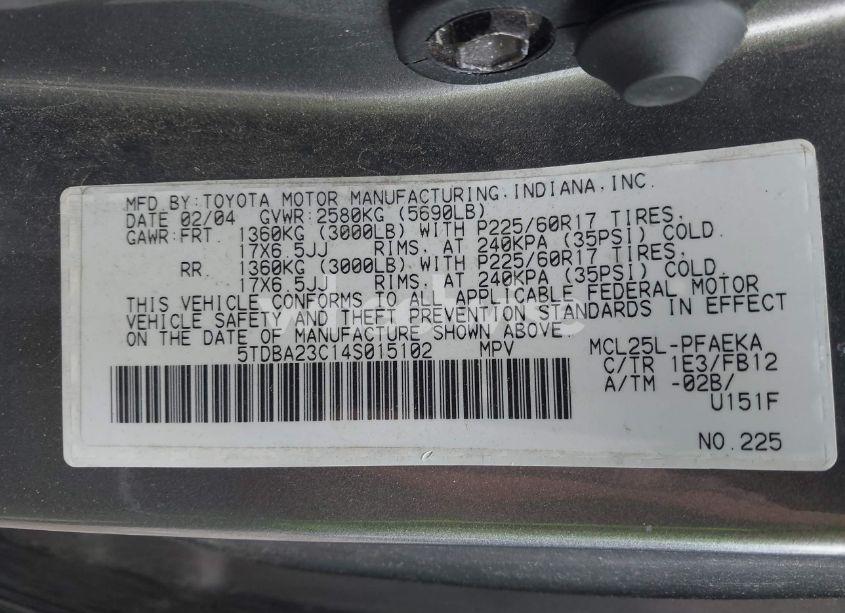 MFD.BY:TOYOTA MOTOR MANUFACTURING.INDIANA,INC.
DATE 02/04 GVWR:2580KG (5690LB)
GAWR:FRT. 1360KG (3000LB) WITH P225/60R17 TIRES,
17X6.5JJ RIMS, AT 240KPA (35PSI) COLD.
RR. 1360KG (3000LB) WITH P225/60R17 TIRES,
17X6.5JJ RIMS, AT 240KPA (35PSI) COLD.
THIS VEHICLE CONFORMS TO ALL APPLICABLE FEDERAL MOTOR
VEHICLE SAFETY AND THEFT PREVENTION STANDARDS IN EFFECT
ON THE DATE OF MANUFACTURE SHOWN ABOVE.
5TDBA23C14S015102 MPV MCL25L-PFAEKA
C/TR 1E3/FB12
A/TM -02B/
U151F
NO.225